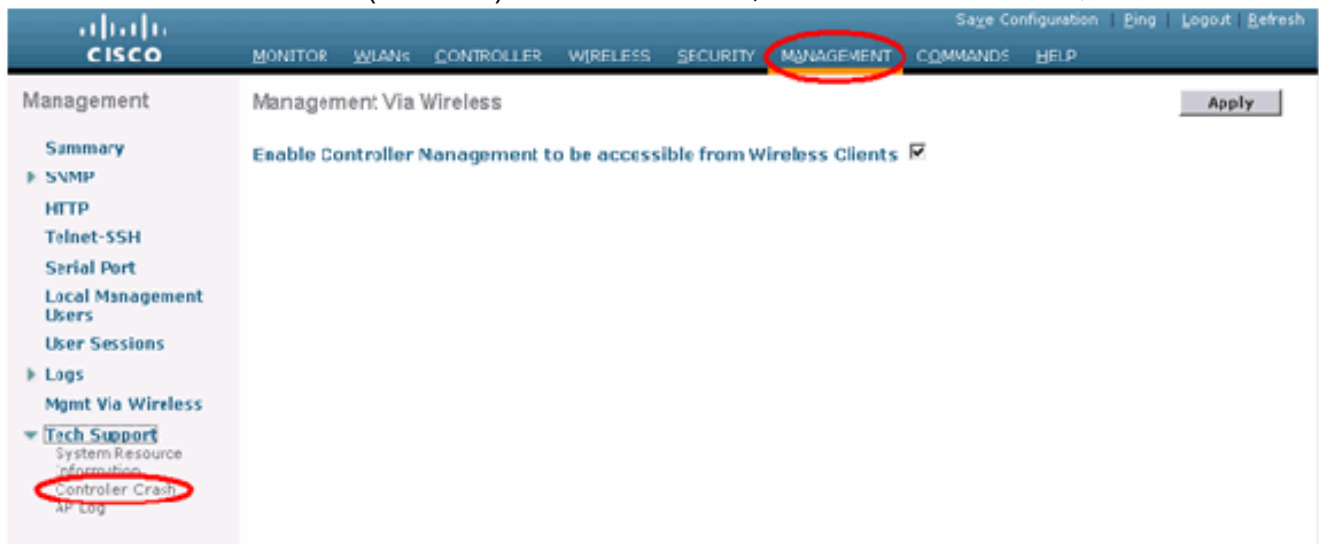 Save Configuration | Ping | Logout | Refresh
CISCO
MONITOR WLANs CONTROLLER WIRELESS SECURITY MANAGEMENT COMMANDS HELP
Management
Management Via Wireless
Apply
Summary
Enable Controller Management to be accessible from Wireless Clients
SNMP
HTTP
Telnet-SSH
Serial Port
Local Management
Users
User Sessions
Logs
Mgmt Via Wireless
Tech Support
System Resource
Information
Controller Crash
AP Log